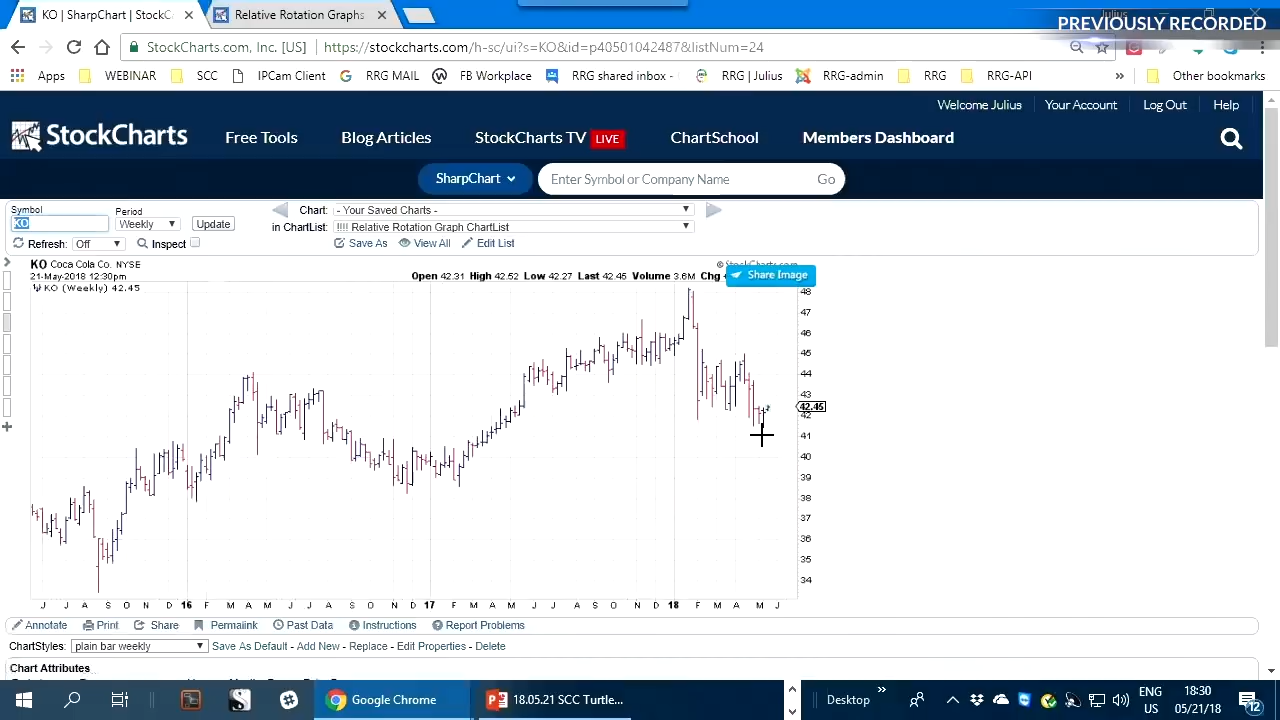 KO | SharpChart | StockC
Relative Rotation Graphs
Julius
PREVIOUSLY RECORDED
StockCharts.com, Inc. [US]
https://stockcharts.com/h-sc/ui?s=KO&id=p40501042487&listNum=24
Apps
WEBINAR
SCC
IPCam Client
RRG MAIL
FB Workplace
RRG shared inbox -
RRG | Julius
RRG-admin
RRG
RRG-API
»
Other bookmarks
Welcome Julius
Your Account
Log Out
Help
StockCharts
Free Tools
Blog Articles
StockCharts TV LIVE
ChartSchool
Members Dashboard
SharpChart
Enter Symbol or Company Name
Go
Symbol
KO
Period
Weekly
Update
Chart: - Your Saved Charts -
in ChartList: !!!! Relative Rotation Graph ChartList
Refresh: Off
Inspect
Save As
View All
Edit List
KO Coca Cola Co. NYSE
© StockCharts.com
21-May-2018 12:30pm
Open 42.31 High 42.52 Low 42.27 Last 42.45 Volume 3.6M Chg
Share Image
KO (Weekly) 42.45
48
47
46
45
44
43
42.45
42
41
40
39
38
37
36
35
34
J J A S O N D 16 F M A M J J A S O N D 17 F M A M J J A S O N D 18 F M A M J
Annotate
Print
Share
Permalink
Past Data
Instructions
Report Problems
ChartStyles: plain bar weekly
Save As Default - Add New - Replace - Edit Properties - Delete
Chart Attributes
Google Chrome
18.05.21 SCC Turtle...
Desktop
»
ENG
US
18:30
05/21/18
12